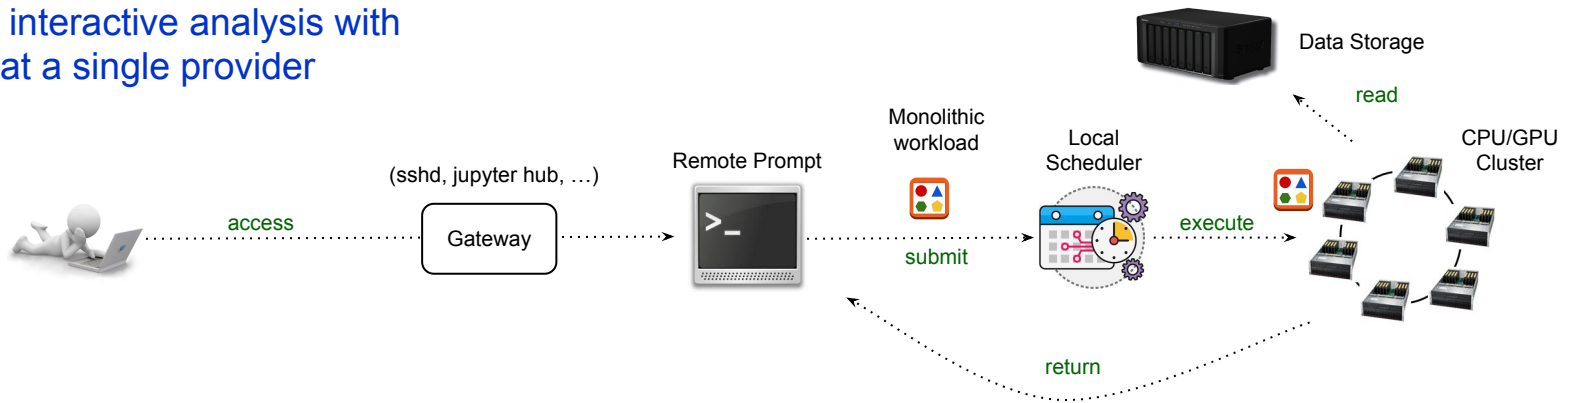 interactive analysis with
at a single provider
Data Storage
read
Monolithic
workload
Local
Scheduler
CPU/GPU
Cluster
Remote Prompt
(sshd, jupyter hub, …)
access
Gateway
>_
submit
execute
return